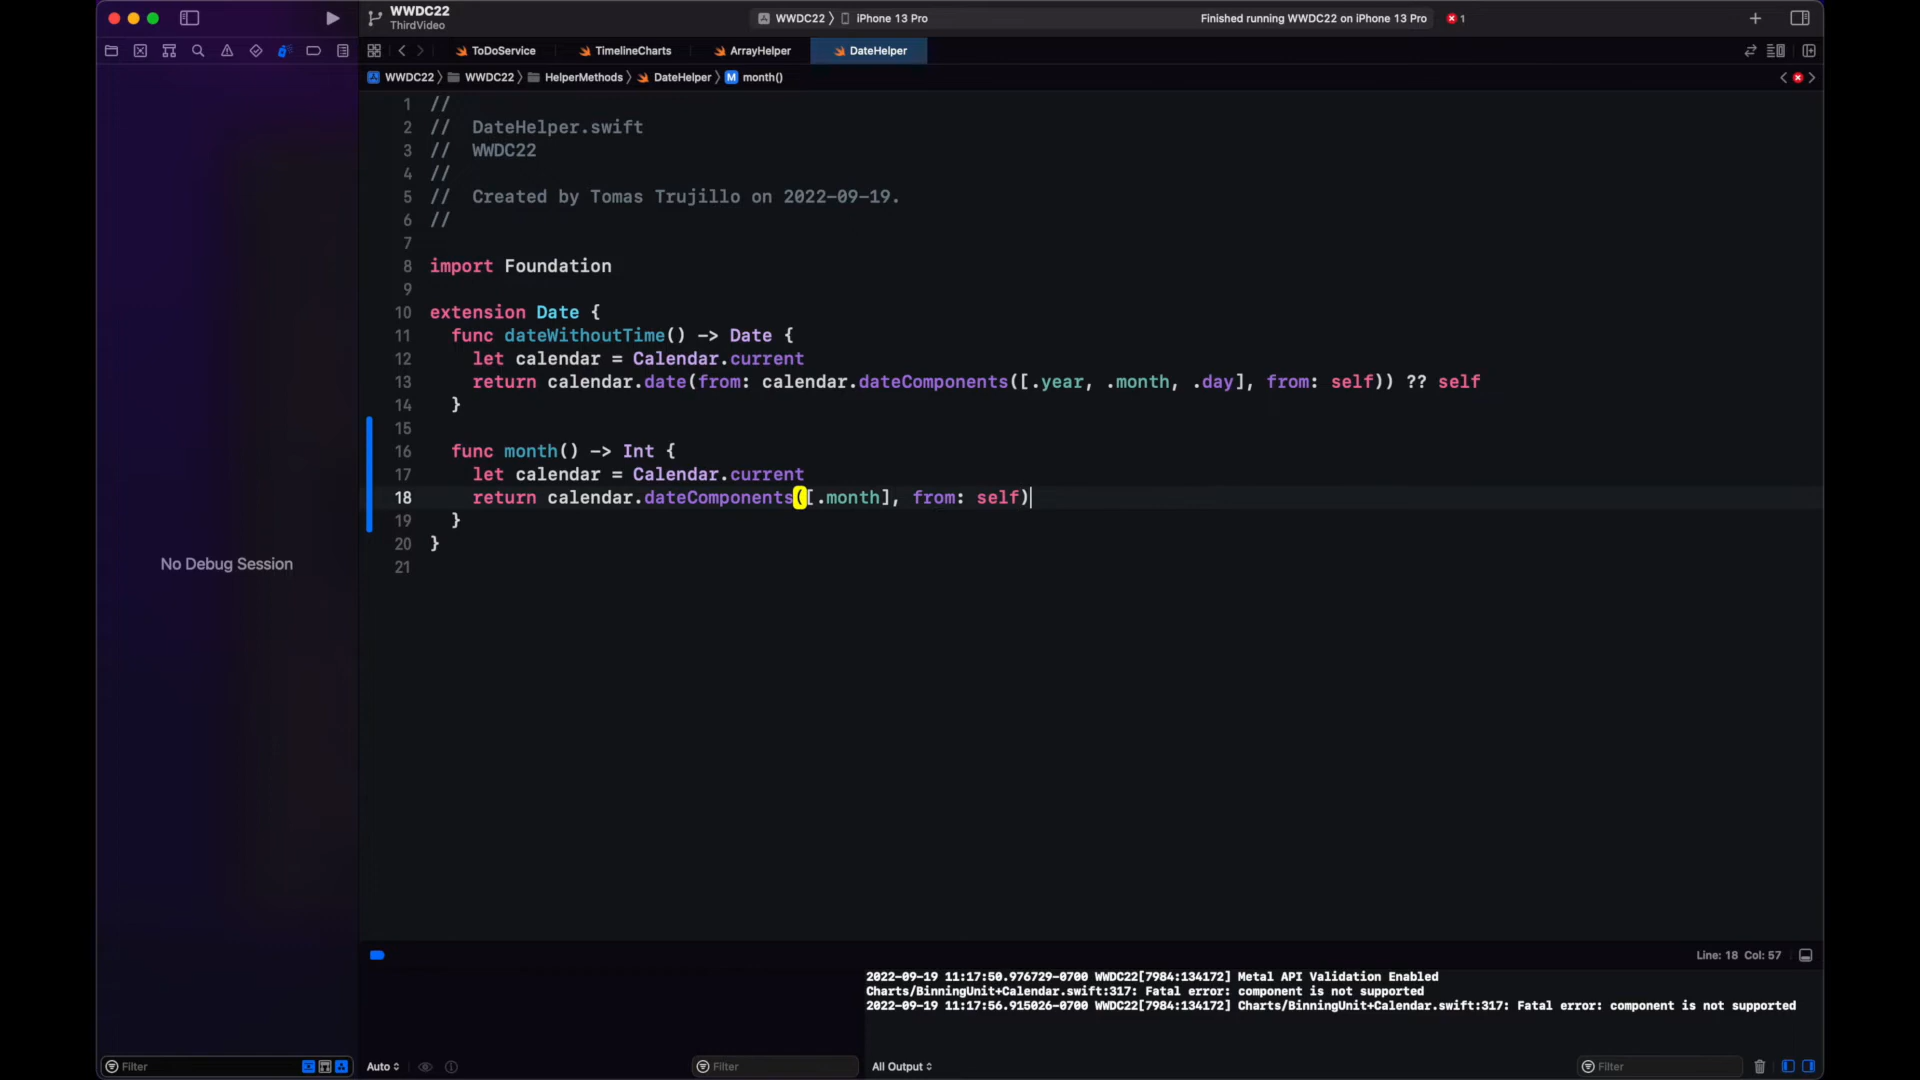 WWDC22
ThirdVideo
WWDC22 〉 iPhone 13 Pro
Finished running WWDC22 on iPhone 13 Pro
1
ToDoService
TimelineCharts
ArrayHelper
DateHelper
WWDC22 〉 WWDC22 〉 HelperMethods 〉 DateHelper 〉 M month()
1 //
2 //  DateHelper.swift
3 //  WWDC22
4 //
5 //  Created by Tomas Trujillo on 2022-09-19.
6 //
7
8 import Foundation
9
10 extension Date {
11   func dateWithoutTime() -> Date {
12     let calendar = Calendar.current
13     return calendar.date(from: calendar.dateComponents([.year, .month, .day], from: self)) ?? self
14   }
15
16   func month() -> Int {
17     let calendar = Calendar.current
18     return calendar.dateComponents([.month], from: self)
19   }
20 }
21
No Debug Session
Line: 18 Col: 57
2022-09-19 11:17:50.976729-0700 WWDC22[7984:134172] Metal API Validation Enabled
Charts/BinningUnit+Calendar.swift:317: Fatal error: component is not supported
2022-09-19 11:17:56.915026-0700 WWDC22[7984:134172] Charts/BinningUnit+Calendar.swift:317: Fatal error: component is not supported
Filter
Auto
Filter
All Output
Filter